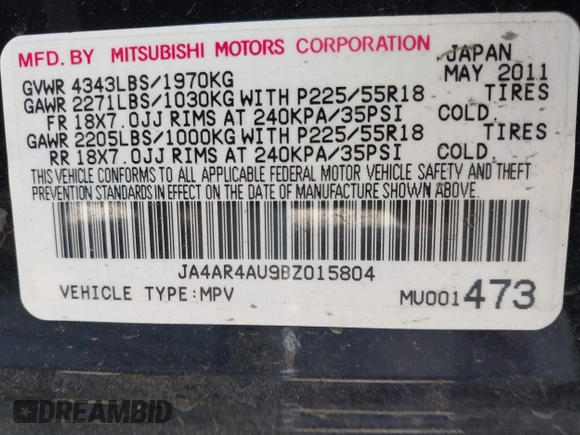 MFD. BY MITSUBISHI MOTORS CORPORATION JAPAN
GVWR 4343LBS/1970KG MAY 2011
GAWR 2271LBS/1030KG WITH P225/55R18 TIRES
FR 18X7.0JJ RIMS AT 240KPA/35PSI COLD.
GAWR 2205LBS/1000KG WITH P225/55R18 TIRES
RR 18X7.0JJ RIMS AT 240KPA/35PSI COLD.
THIS VEHICLE CONFORMS TO ALL APPLICABLE FEDERAL MOTOR VEHICLE SAFETY AND THEFT
PREVENTION STANDARDS IN EFFECT ON THE DATE OF MANUFACTURE SHOWN ABOVE.
JA4AR4AU9BZ015804
VEHICLE TYPE:MPV MU001473
DREAMBID